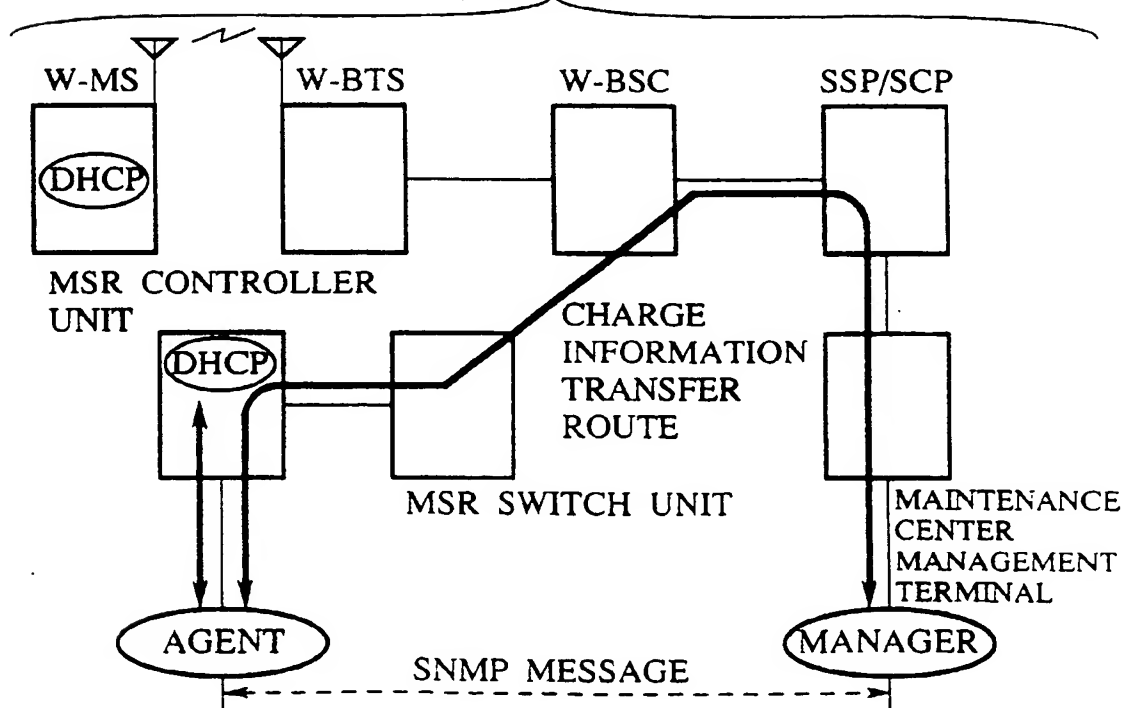 W-MS
W-BTS
W-BSC
SSP/SCP
DHCP
MSR CONTROLLER
UNIT
DHCP
CHARGE
INFORMATION
TRANSFER
ROUTE
MSR SWITCH UNIT
MAINTENANCE
CENTER
MANAGEMENT
TERMINAL
AGENT
MANAGER
SNMP MESSAGE